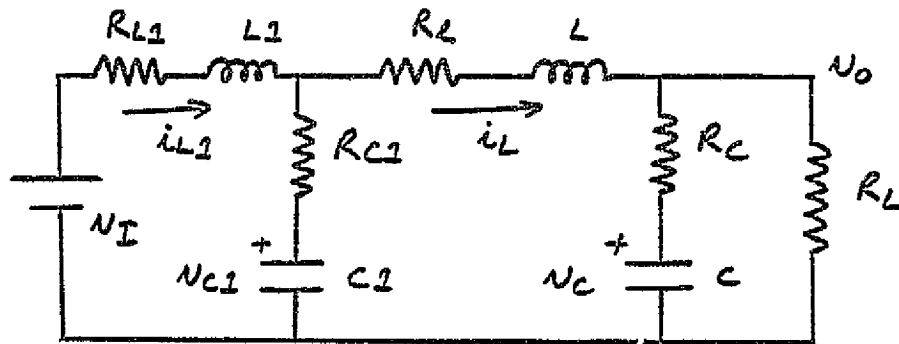 RL1 L1 Rl L
vo
iL1 RC1 iL RC RL
vI
+ vC1 C1 + vC C